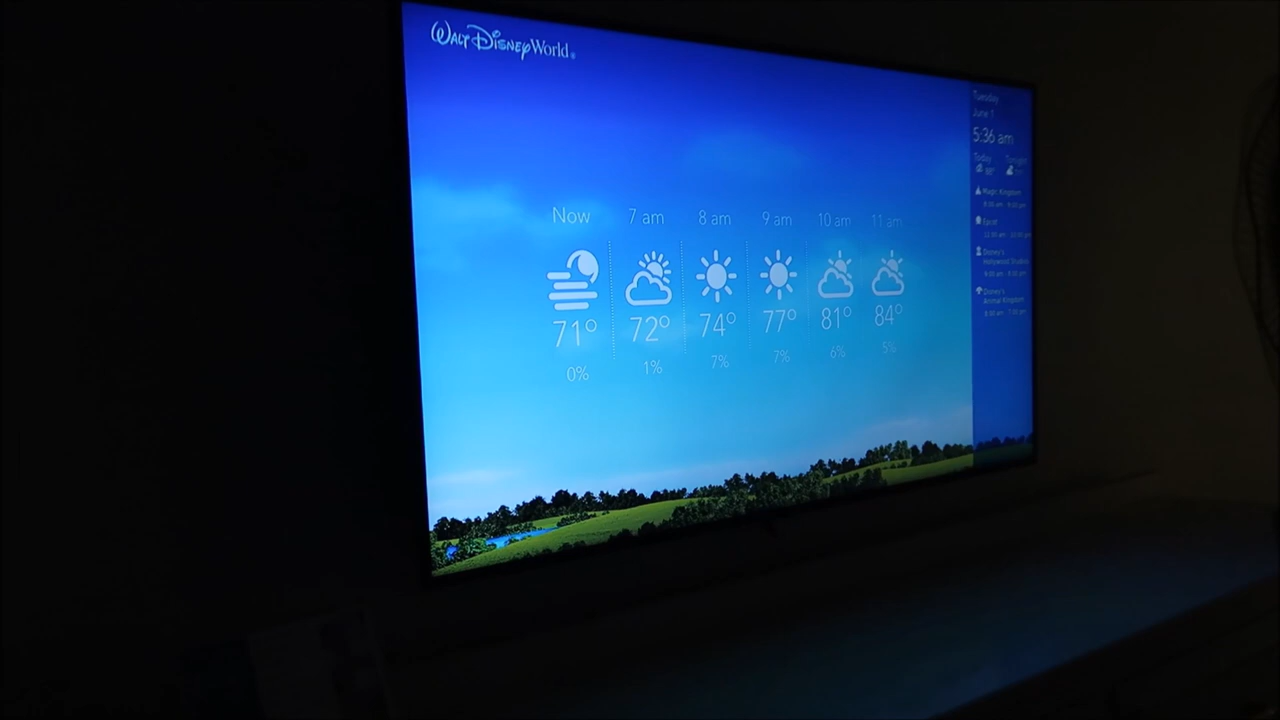 Walt Disney World
Now 7 am 8 am 9 am 10 am 11 am
71° 72° 74° 77° 81° 84°
0% 1% 7% 7% 6% 5%
Tuesday
June 1
5:36 am
Today Tonight
Magic Kingdom
Epcot
Disney's
Hollywood Studios
Disney's
Animal Kingdom